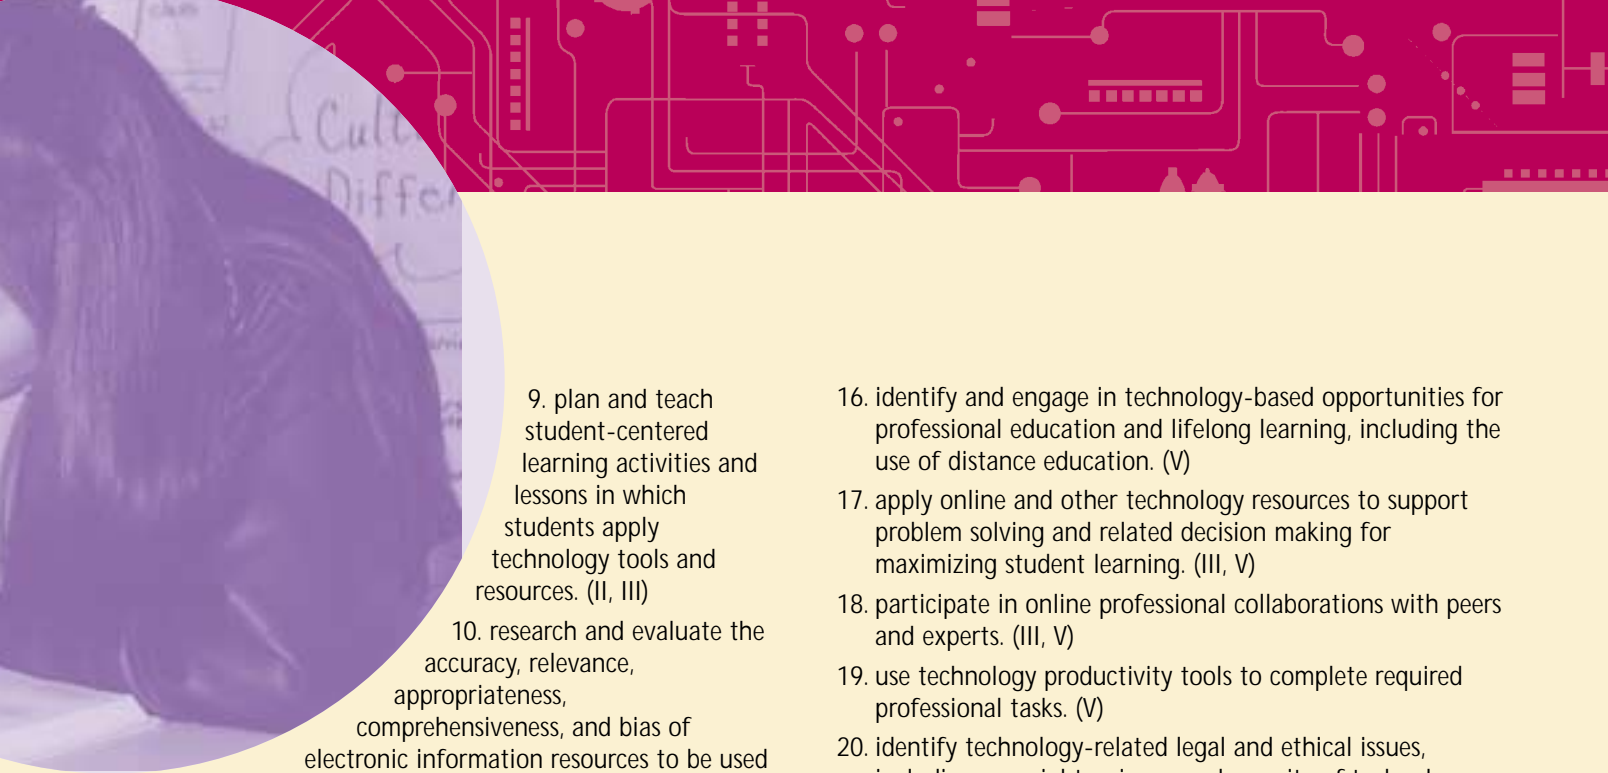 Cult
Differ
9. plan and teach
student-centered
learning activities and
lessons in which
students apply
technology tools and
resources. (II, III)
10. research and evaluate the
accuracy, relevance,
appropriateness,
comprehensiveness, and bias of
electronic information resources to be used
16. identify and engage in technology-based opportunities for
professional education and lifelong learning, including the
use of distance education. (V)
17. apply online and other technology resources to support
problem solving and related decision making for
maximizing student learning. (III, V)
18. participate in online professional collaborations with peers
and experts. (III, V)
19. use technology productivity tools to complete required
professional tasks. (V)
20. identify technology-related legal and ethical issues,